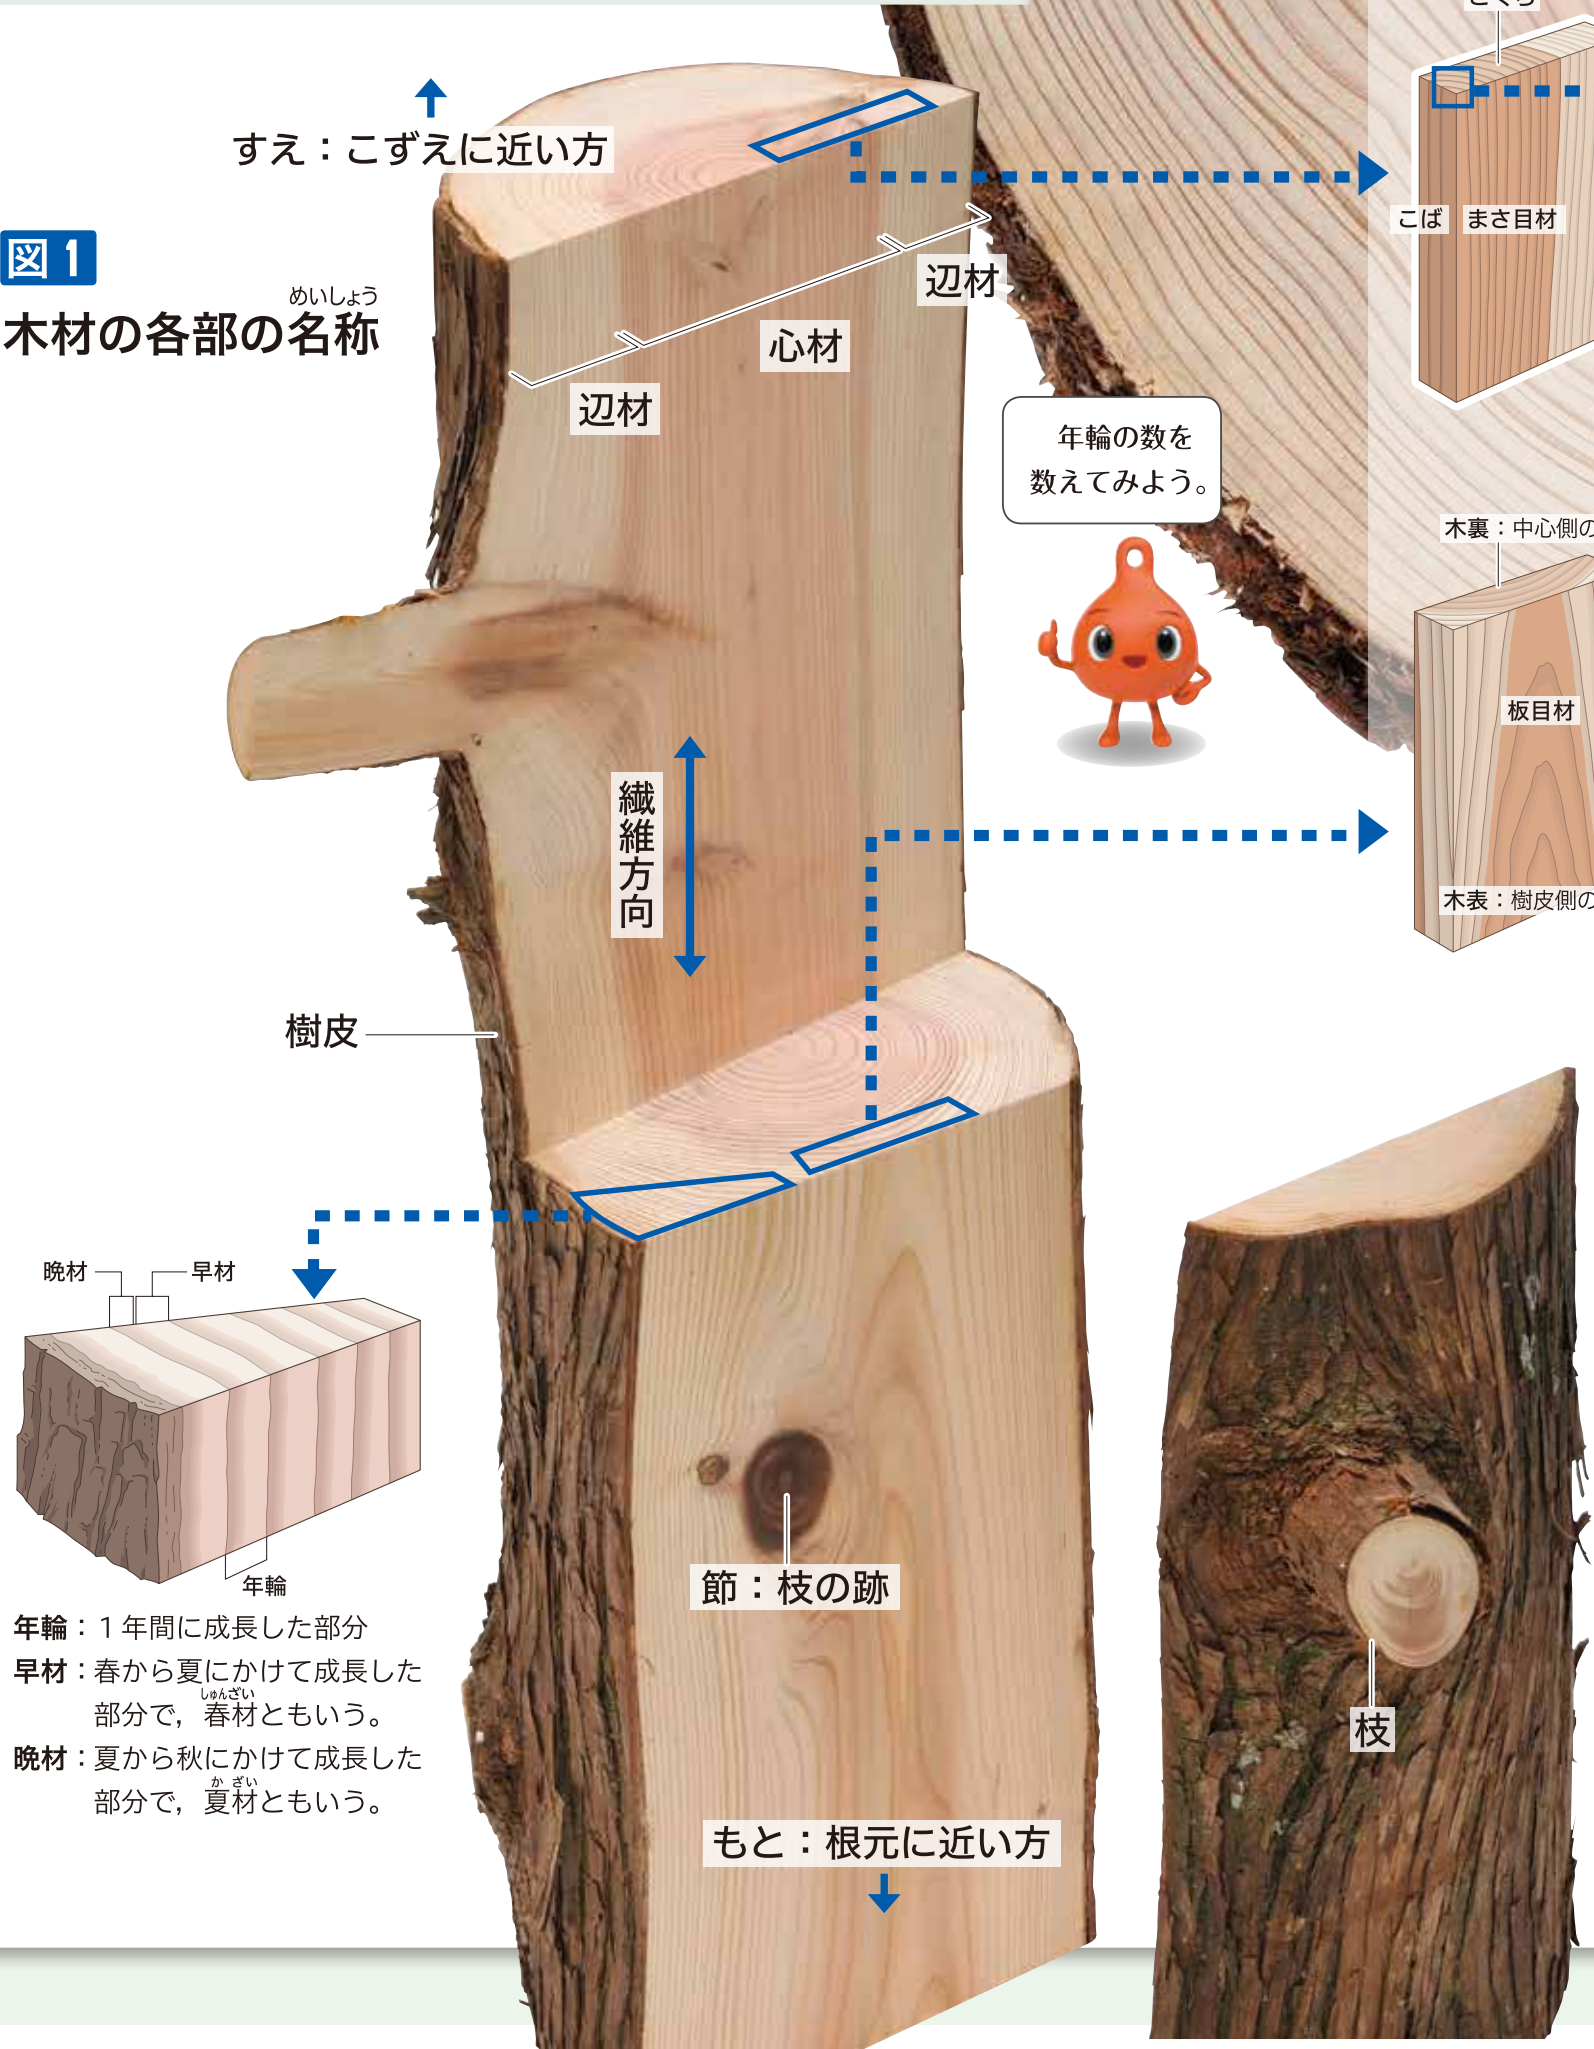 図1
木材の各部の名称
めいしょう
すえ：こずえに近い方
辺材
心材
辺材
年輪の数を
数えてみよう。
こば
まさ目材
木裏：中心側の
板目材
木表：樹皮側の
繊維方向
樹皮
晩材
早材
年輪
年輪：１年間に成長した部分
早材：春から夏にかけて成長した
しゅんざい
部分で，春材ともいう。
晩材：夏から秋にかけて成長した
かざい
部分で，夏材ともいう。
節：枝の跡
枝
もと：根元に近い方